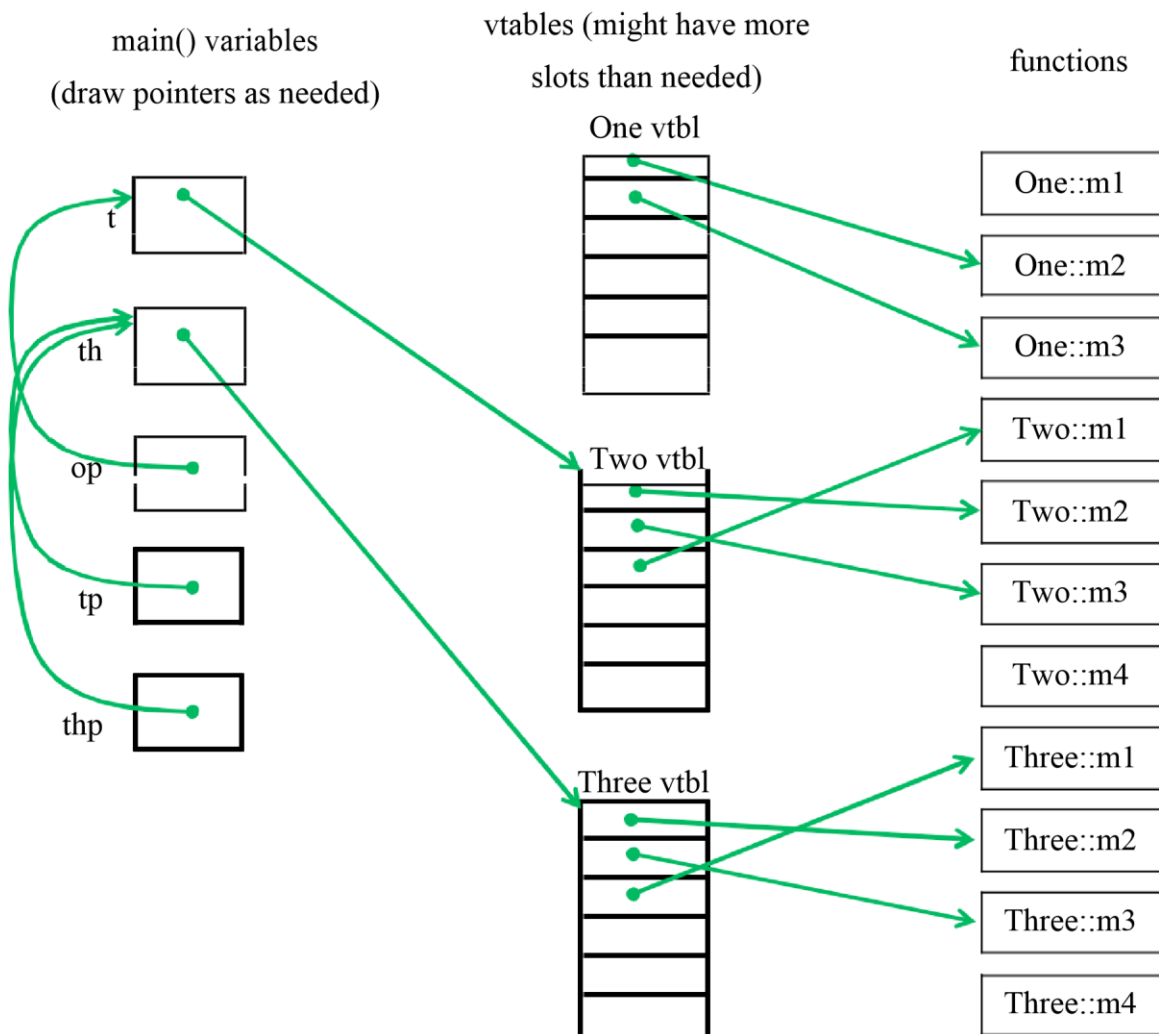 main() variables
(draw pointers as needed)
vtables (might have more
slots than needed)
functions
t
th
op
tp
thp
One vtbl
Two vtbl
Three vtbl
One::m1
One::m2
One::m3
Two::m1
Two::m2
Two::m3
Two::m4
Three::m1
Three::m2
Three::m3
Three::m4